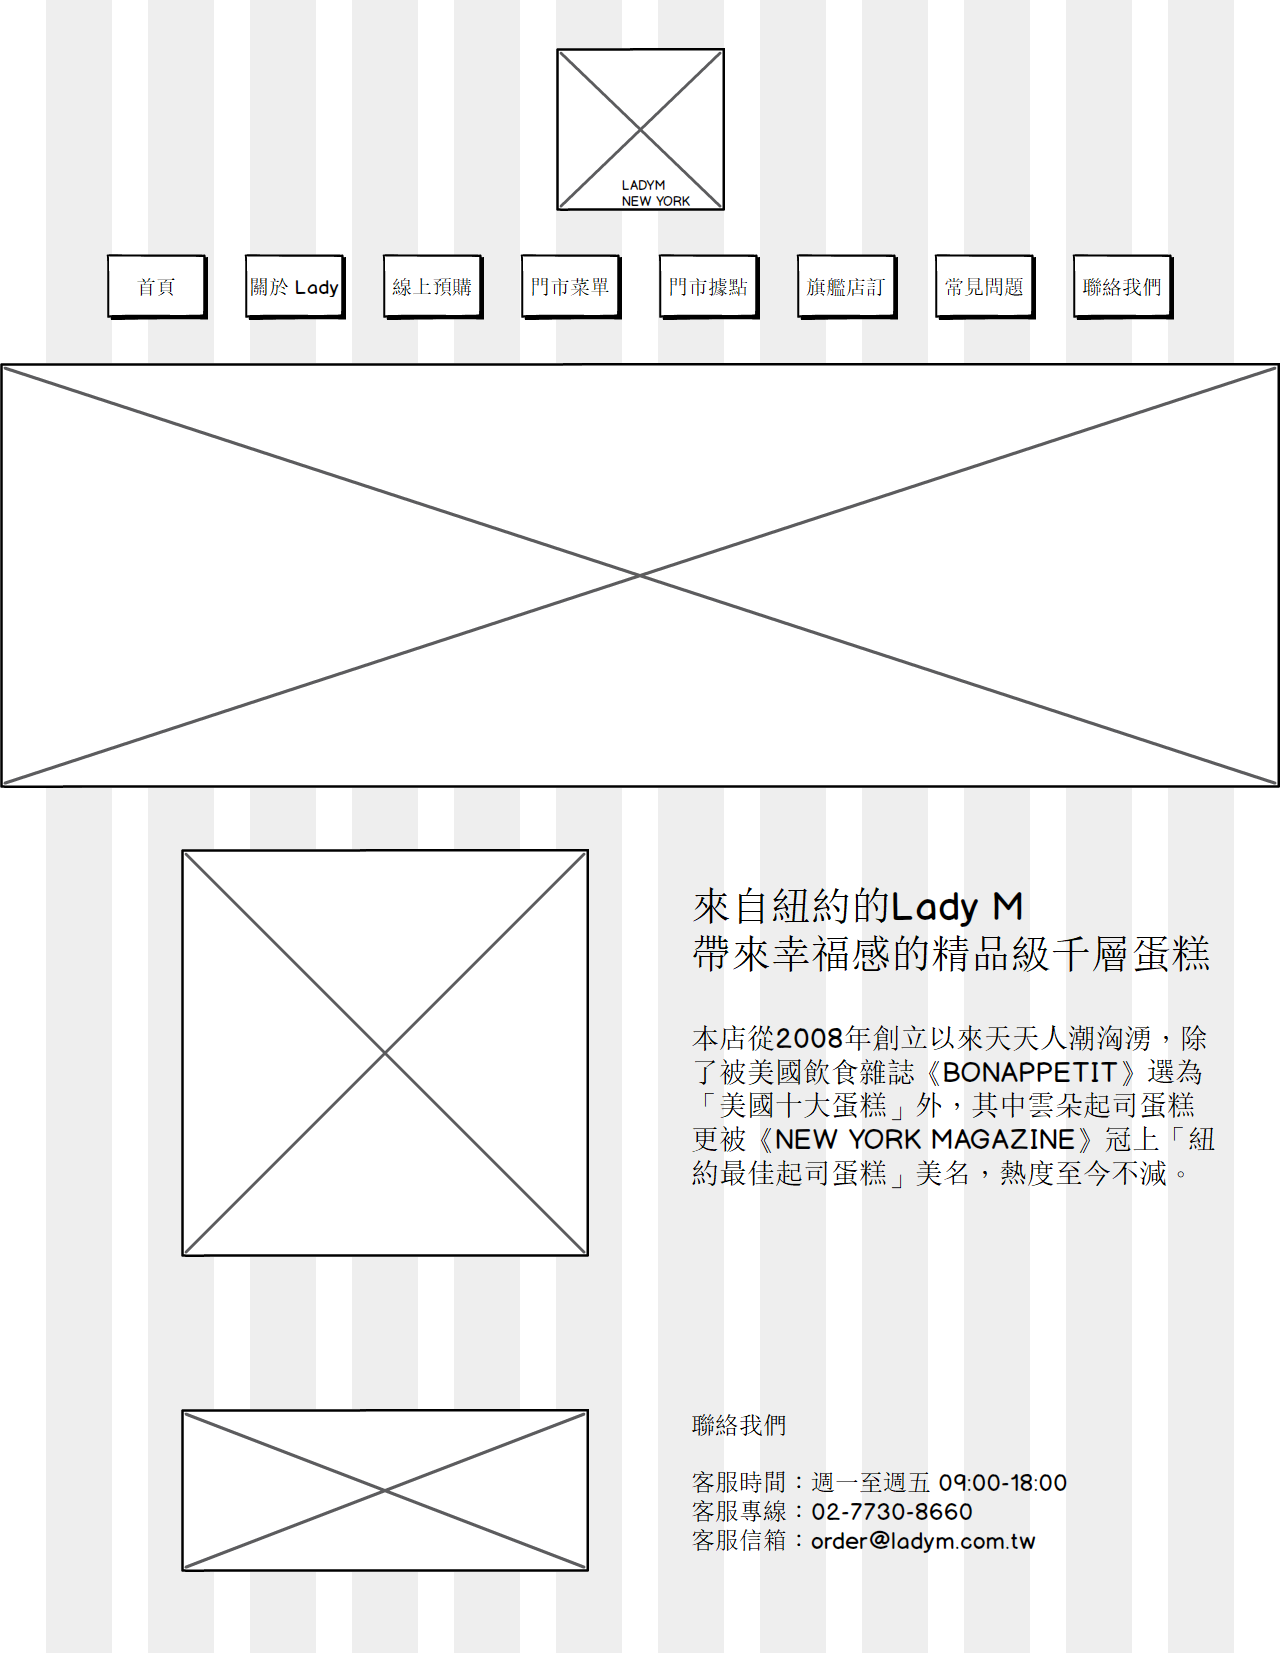 LADYM
NEW YORK
首頁
關於 Lady
線上預購
門市菜單
門市據點
旗艦店訂
常見問題
聯絡我們
來自紐約的Lady M
帶來幸福感的精品級千層蛋糕
本店從2008年創立以來天天人潮洶湧，除
了被美國飲食雜誌《BONAPPETIT》選為
「美國十大蛋糕」外，其中雲朵起司蛋糕
更被《NEW YORK MAGAZINE》冠上「紐
約最佳起司蛋糕」美名，熱度至今不減。
聯絡我們
客服時間：週一至週五 09:00-18:00
客服專線：02-7730-8660
客服信箱：order@ladym.com.tw